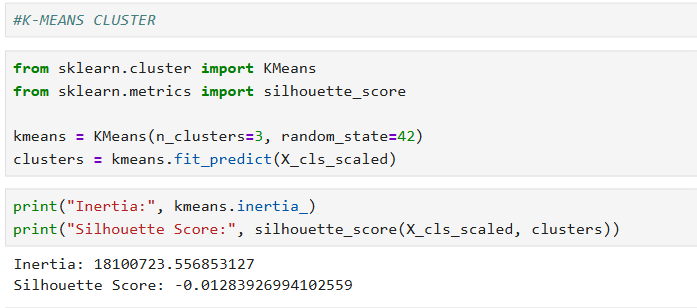 #K-MEANS CLUSTER
from sklearn.cluster import KMeans
from sklearn.metrics import silhouette_score
kmeans = KMeans(n_clusters=3, random_state=42)
clusters = kmeans.fit_predict(X_cls_scaled)
print("Inertia:", kmeans.inertia_)
print("Silhouette Score:", silhouette_score(X_cls_scaled, clusters))
Inertia: 18100723.556853127
Silhouette Score: -0.01283926994102559